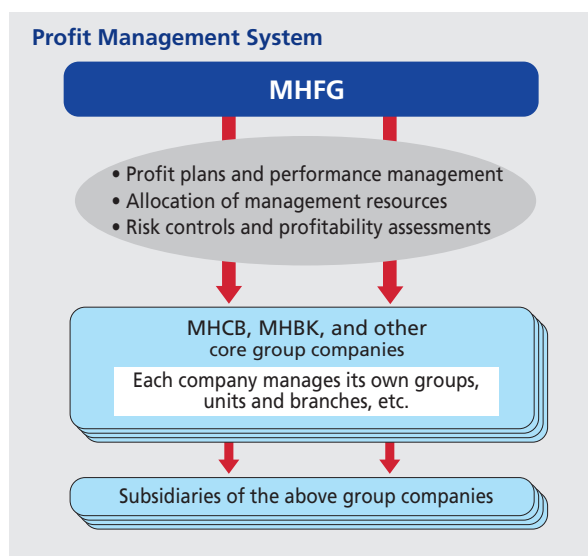 Profit Management System
MHFG
• Profit plans and performance management
• Allocation of management resources
• Risk controls and profitability assessments
MHCB, MHBK, and other
core group companies
Each company manages its own groups,
units and branches, etc.
Subsidiaries of the above group companies